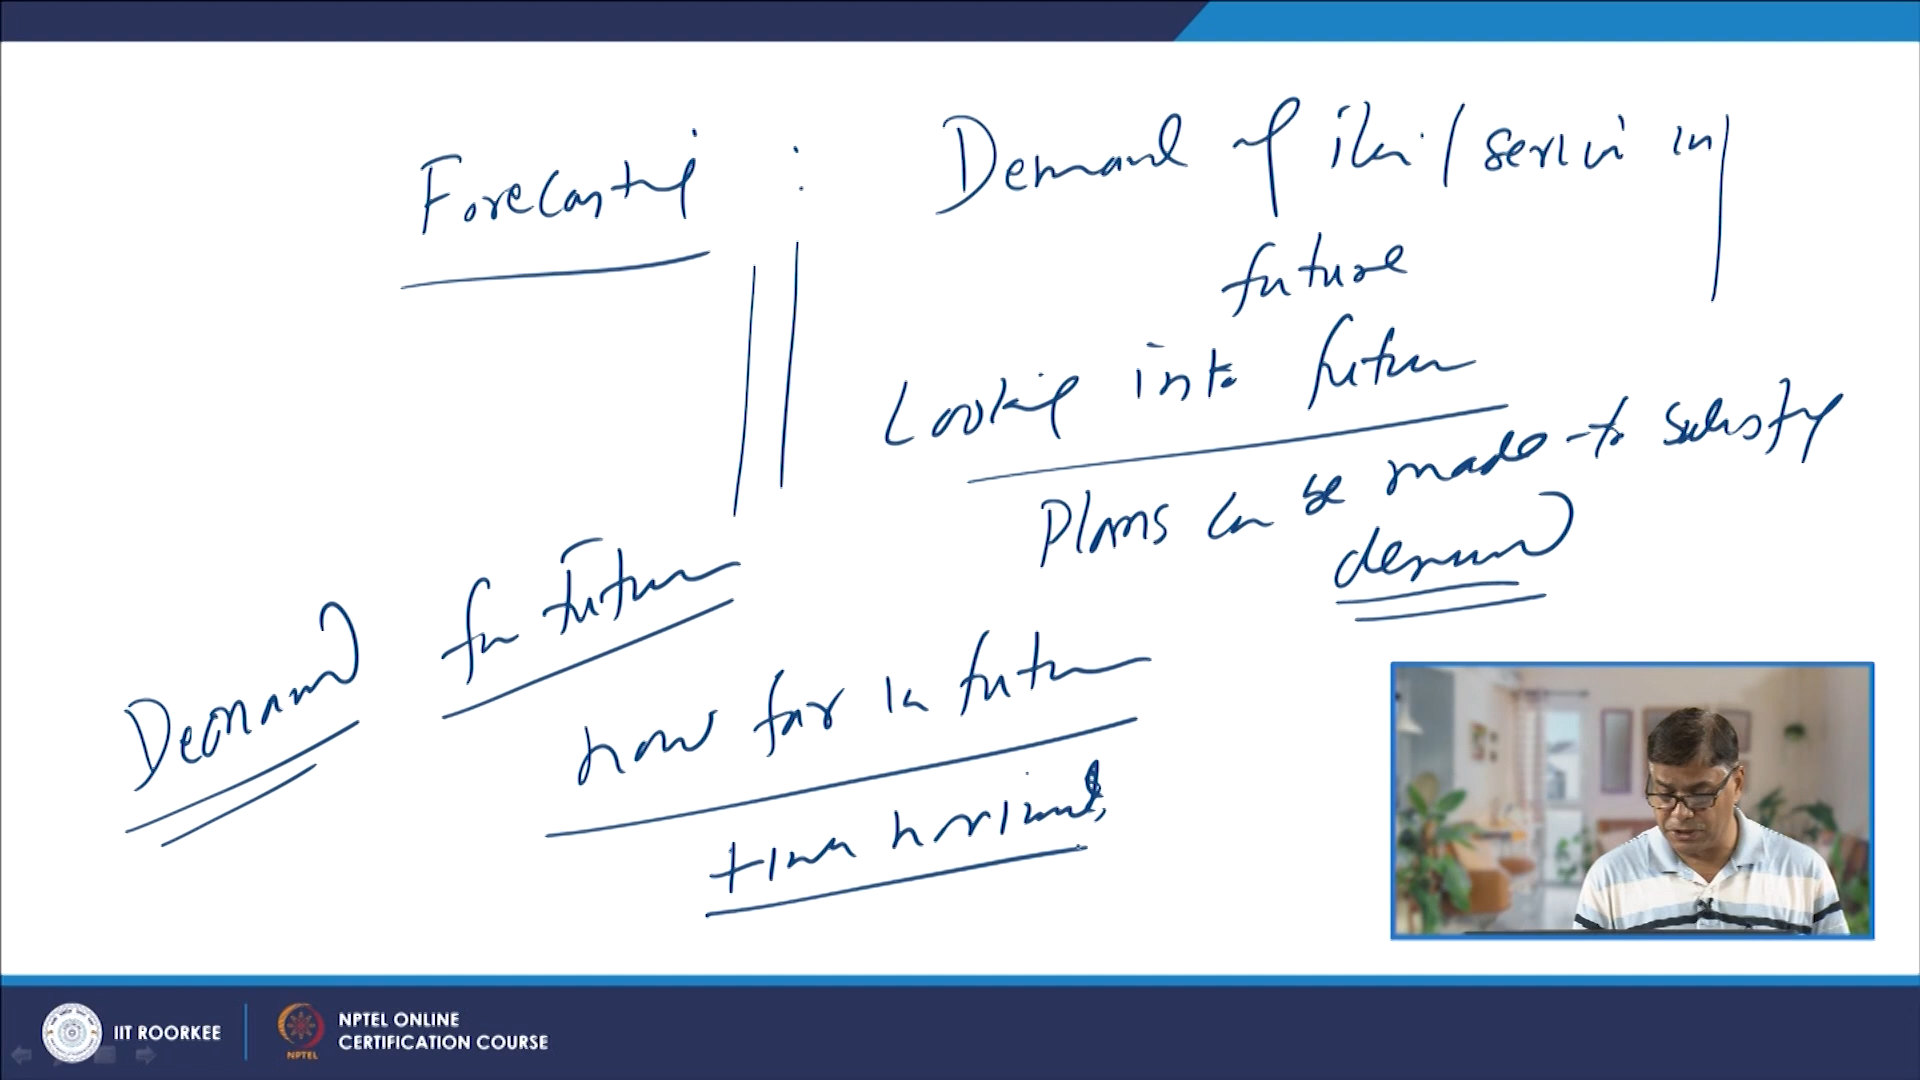 Forecasting : Demand of item / service in
future
Looking into future
Plans can be made to satisfy
demand
Demand for future
how far in future
time horizon
IIT ROORKEE
NPTEL
NPTEL ONLINE
CERTIFICATION COURSE